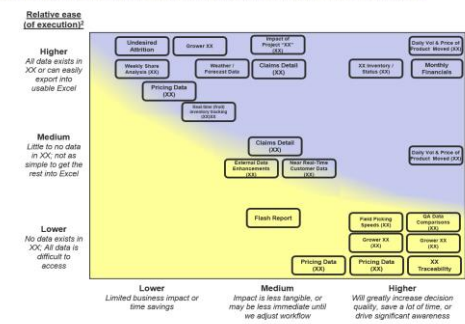 Relative ease
(of execution)²
Higher
All data exists in
XX or can easily
export into
usable Excel
Medium
Little to no data
in XX; not as
simple to get the
rest into Excel
Lower
No data exists in
XX; All data is
difficult to
access
Undesired
Attrition
Grower XX
Impact of
Project "XX"
Daily Vol & Price of
Product Moved (XX)
Weekly Share
Analysis (XX)
Weather /
Forecast Data
Claims Detail
(XX)
XX Inventory /
Status (XX)
Monthly
Financials
Pricing Data
(XX)
Inventory tracking
Claims Detail
(XX)
Daily Vol & Price of
Product Moved (XX)
External Data
Enhancements
(XX)
Near Real-Time
Customer Data
(XX)
Flash Report
Field Picking
Speeds (XX)
QA Data
Comparisons
(XX)
Grower XX
(XX)
Grower XX
(XX)
Pricing Data
(XX)
Pricing Data
(XX)
XX
Traceability
Lower
Limited business impact or
time savings
Medium
Impact is less tangible, or
may be less immediate until
we adjust workflow
Higher
Will greatly increase decision
quality, save a lot of time, or
drive significant awareness